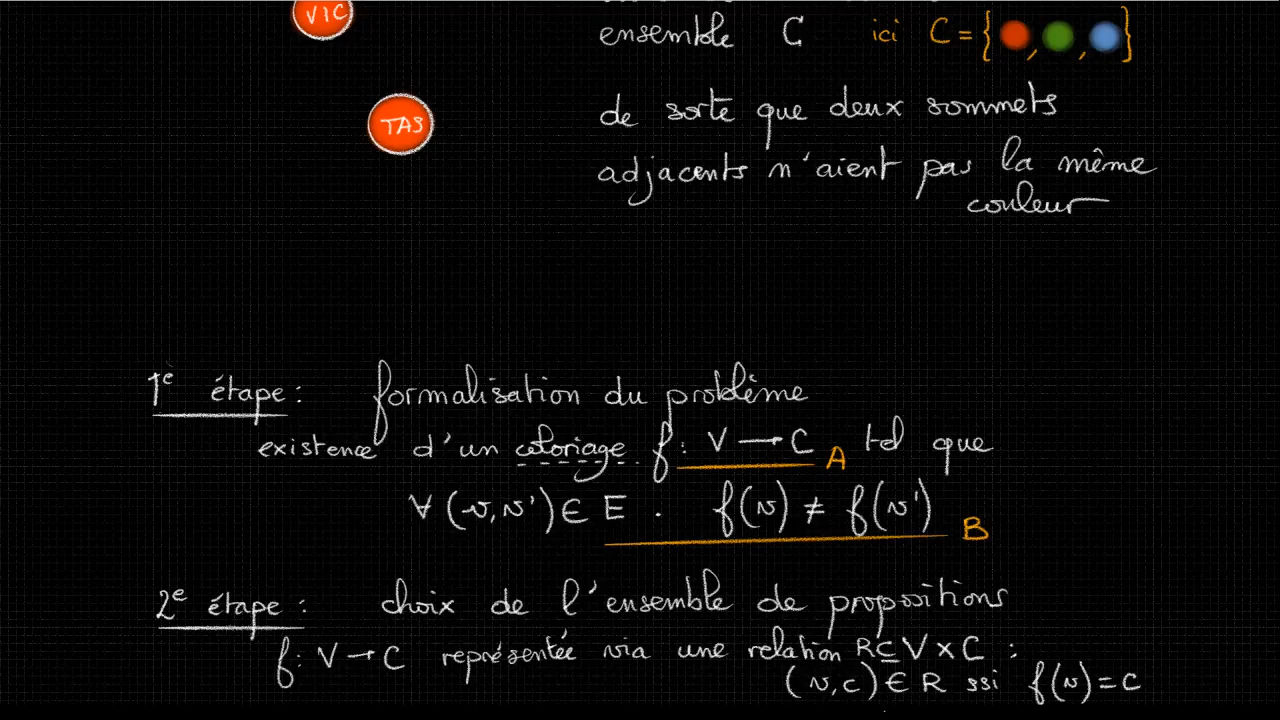 VIC
ensemble C ici C = { , , }
TAS
de sorte que deux sommets
adjacents n'aient pas la même
couleur
1e étape : formalisation du problème
existence d'un coloriage f : V → C A tel que
∀ (v, v') ∈ E . f(v) ≠ f(v') B
2e étape : choix de l'ensemble de propositions
f : V → C représentée via une relation R ⊆ V × C :
(v, c) ∈ R ssi f(v) = c